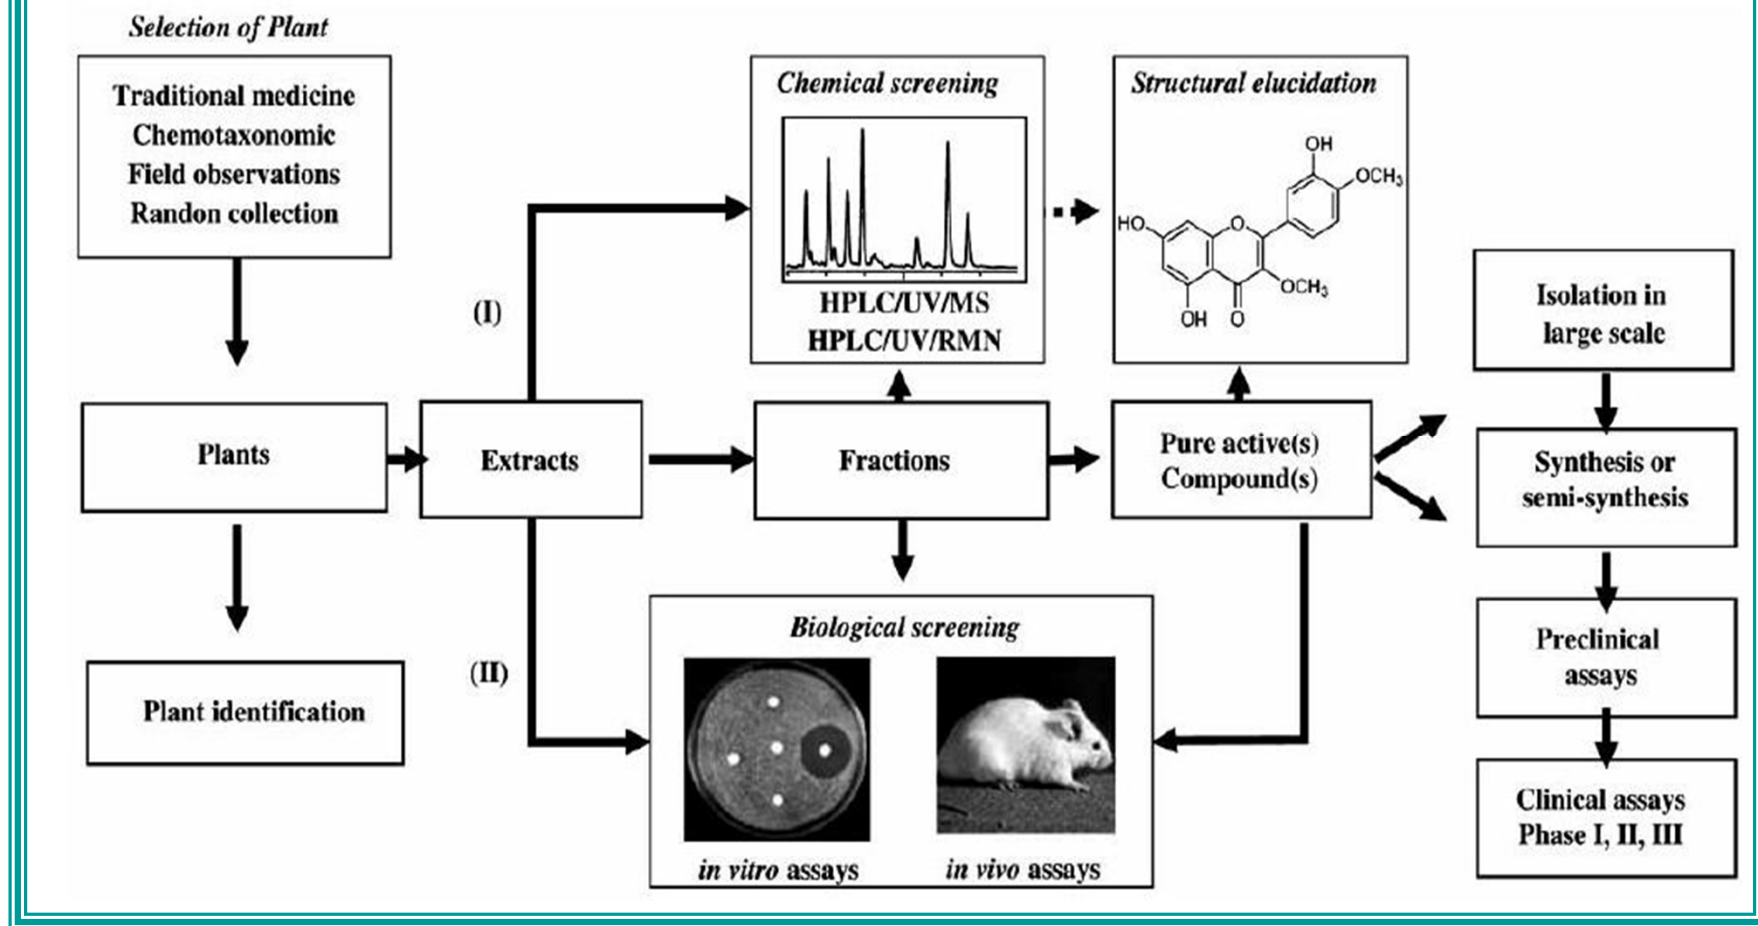 Selection of Plant
Traditional medicine
Chemotaxonomic
Field observations
Randon collection
Plants
Plant identification
(I)
(II)
Extracts
Chemical screening
HPLC/UV/MS
HPLC/UV/RMN
Fractions
Structural elucidation
OH
OCH3
HO
O
OCH3
OH
O
Pure active(s)
Compound(s)
Biological screening
in vitro assays
in vivo assays
Isolation in
large scale
Synthesis or
semi-synthesis
Preclinical
assays
Clinical assays
Phase I, II, III